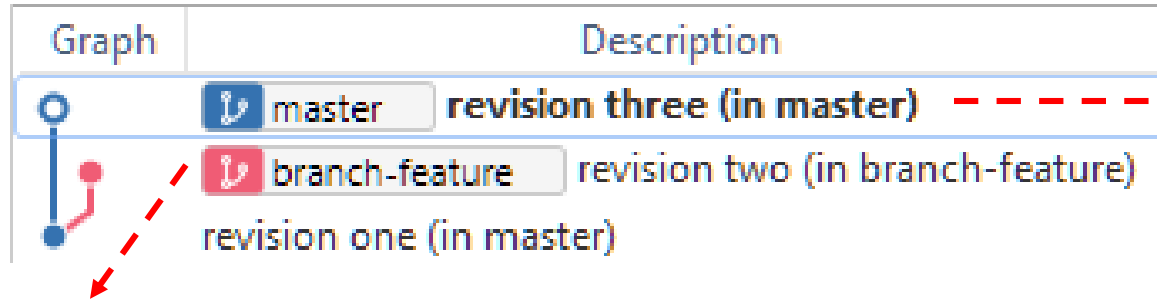 Graph Description
master revision three (in master)
branch-feature revision two (in branch-feature)
revision one (in master)